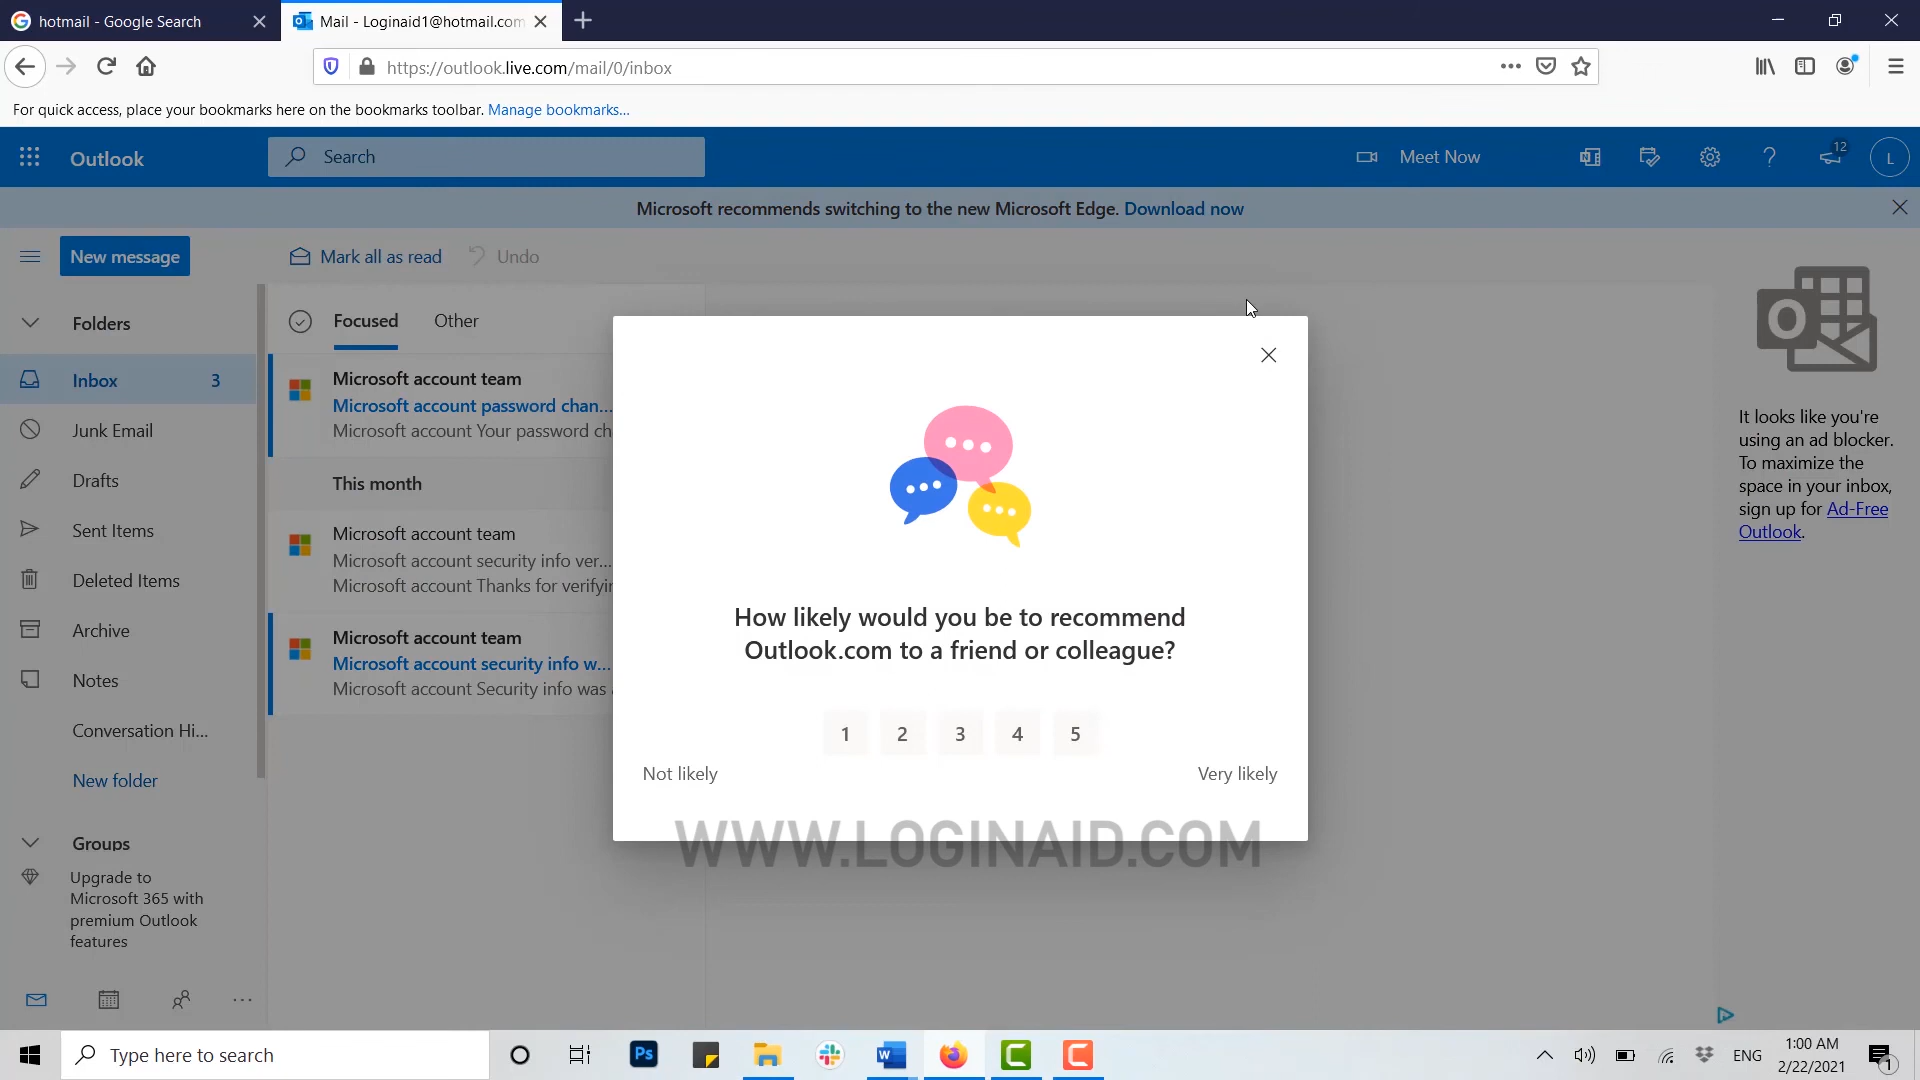 hotmail - Google Search
Mail - Loginaid1@hotmail.com
https://outlook.live.com/mail/0/inbox
For quick access, place your bookmarks here on the bookmarks toolbar. Manage bookmarks...
Outlook
Search
Meet Now
12
L
Microsoft recommends switching to the new Microsoft Edge. Download now
New message
Mark all as read
Undo
Folders
Inbox 3
Junk Email
Drafts
Sent Items
Deleted Items
Archive
Notes
Conversation Hi...
New folder
Groups
Upgrade to
Microsoft 365 with
premium Outlook
features
Focused
Other
Microsoft account team
Microsoft account password chan...
Microsoft account Your password ch
This month
Microsoft account team
Microsoft account security info ver...
Microsoft account Thanks for verifyin
Microsoft account team
Microsoft account security info w...
Microsoft account Security info was
How likely would you be to recommend
Outlook.com to a friend or colleague?
1 2 3 4 5
Not likely
Very likely
WWW.LOGINAID.COM
It looks like you're
using an ad blocker.
To maximize the
space in your inbox,
sign up for Ad-Free
Outlook.
Type here to search
Ps
ENG
1:00 AM
2/22/2021
1